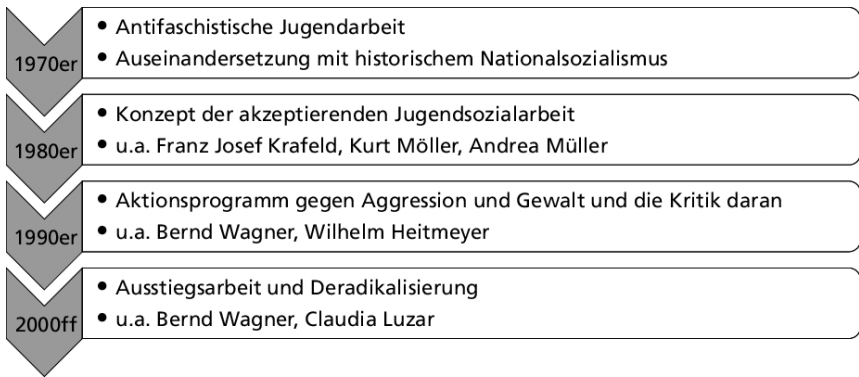 1970er
• Antifaschistische Jugendarbeit
• Auseinandersetzung mit historischem Nationalsozialismus
1980er
• Konzept der akzeptierenden Jugendsozialarbeit
• u.a. Franz Josef Krafeld, Kurt Möller, Andrea Müller
1990er
• Aktionsprogramm gegen Aggression und Gewalt und die Kritik daran
• u.a. Bernd Wagner, Wilhelm Heitmeyer
2000ff
• Ausstiegsarbeit und Deradikalisierung
• u.a. Bernd Wagner, Claudia Luzar